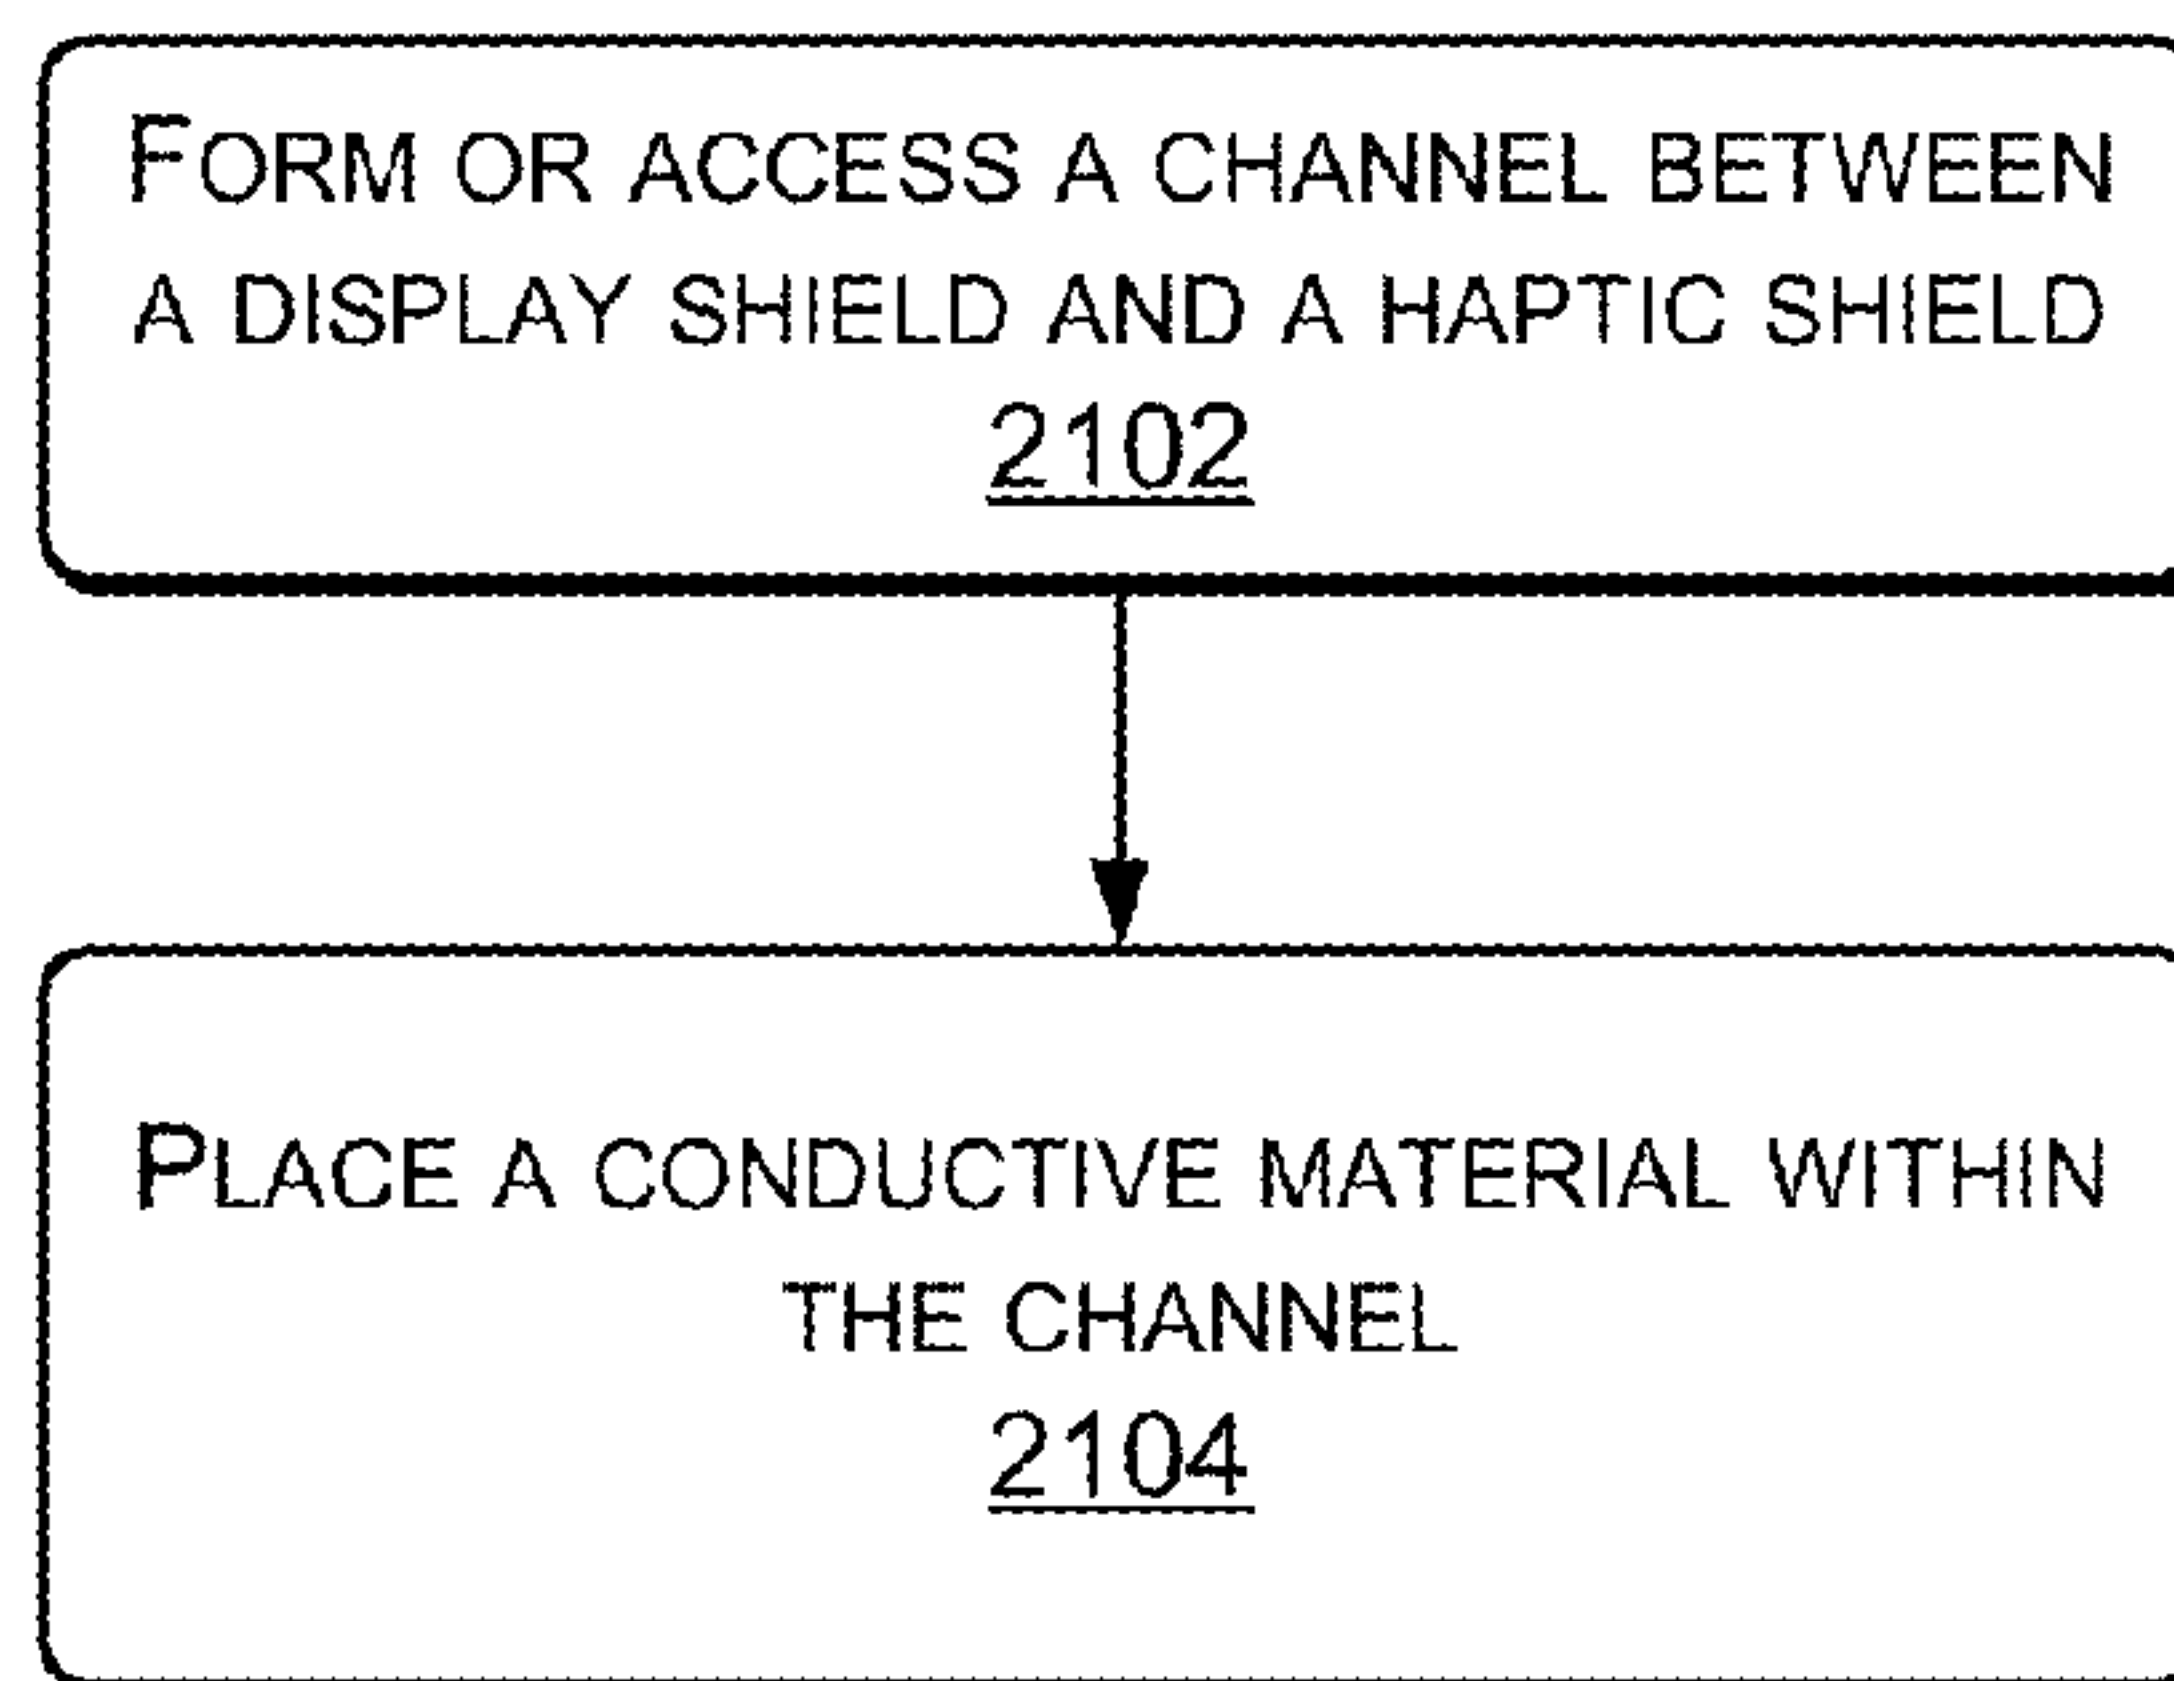 FORM OR ACCESS A CHANNEL BETWEEN
A DISPLAY SHIELD AND A HAPTIC SHIELD
2102
PLACE A CONDUCTIVE MATERIAL WITHIN
THE CHANNEL
2104